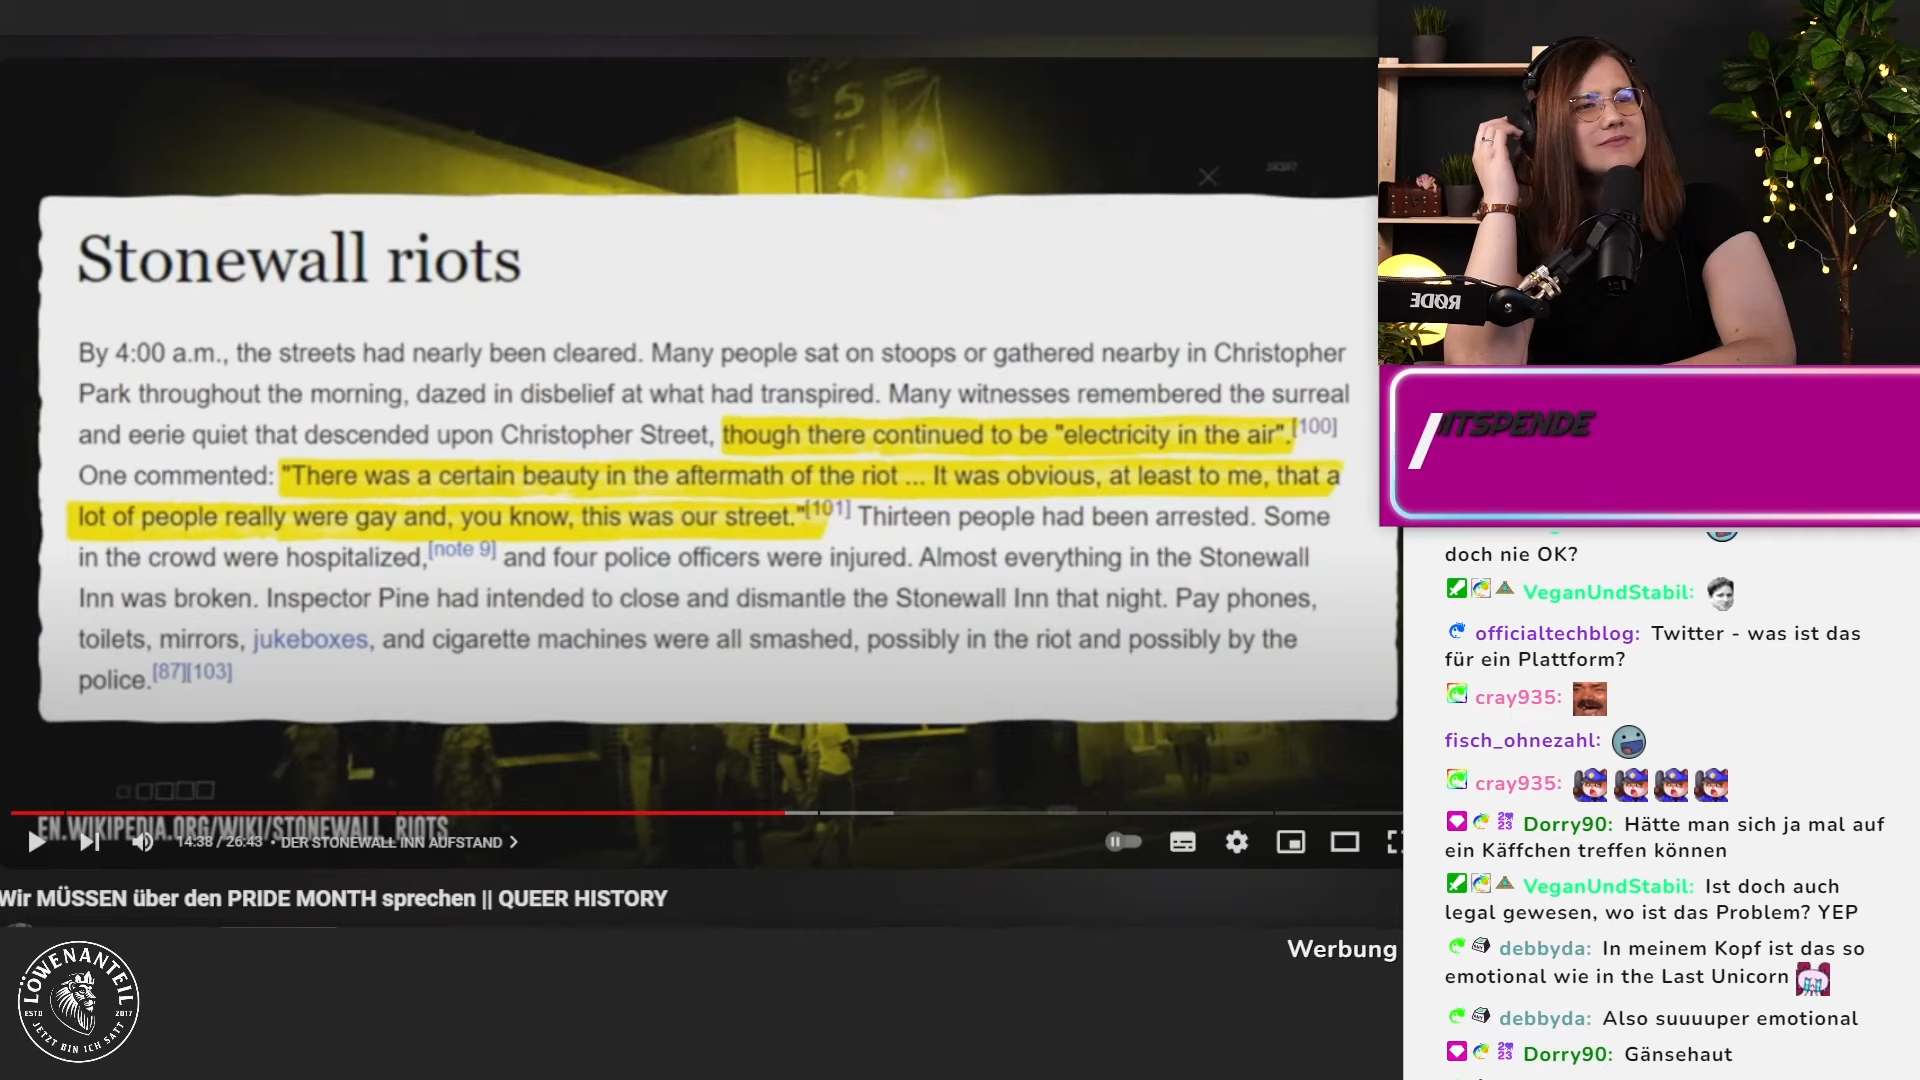 Stonewall riots
By 4:00 a.m., the streets had nearly been cleared. Many people sat on stoops or gathered nearby in Christopher
Park throughout the morning, dazed in disbelief at what had transpired. Many witnesses remembered the surreal
and eerie quiet that descended upon Christopher Street, though there continued to be "electricity in the air".[100]
One commented: "There was a certain beauty in the aftermath of the riot ... It was obvious, at least to me, that a
lot of people really were gay and, you know, this was our street."[101] Thirteen people had been arrested. Some
in the crowd were hospitalized,[note 9] and four police officers were injured. Almost everything in the Stonewall
Inn was broken. Inspector Pine had intended to close and dismantle the Stonewall Inn that night. Pay phones,
toilets, mirrors, jukeboxes, and cigarette machines were all smashed, possibly in the riot and possibly by the
police.[87][103]
EN.WIKIPEDIA.ORG/WIKI/STONEWALL_RIOTS
14:38 / 26:43 • DER STONEWALL INN AUFSTAND
Wir MÜSSEN über den PRIDE MONTH sprechen || QUEER HISTORY
Werbung
LÖWENANTEIL
ESTD 2017
JETZT BIN ICH SATT
RØDE
/ITSPENDE
doch nie OK?
VeganUndStabil:
officialtechblog: Twitter - was ist das
für ein Plattform?
cray935:
fisch_ohnezahl:
cray935:
Dorry90: Hätte man sich ja mal auf
ein Käffchen treffen können
VeganUndStabil: Ist doch auch
legal gewesen, wo ist das Problem? YEP
debbyda: In meinem Kopf ist das so
emotional wie in the Last Unicorn
debbyda: Also suuuuper emotional
Dorry90: Gänsehaut